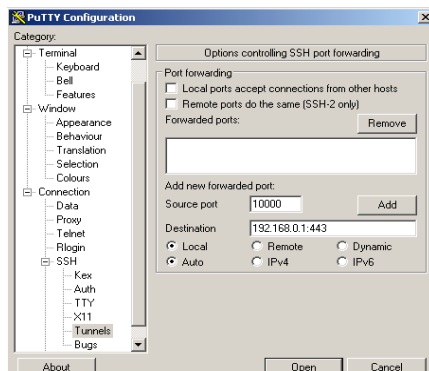 PuTTY Configuration
Category:
Terminal
Keyboard
Bell
Features
Window
Appearance
Behaviour
Translation
Selection
Colours
Connection
Data
Proxy
Telnet
Rlogin
SSH
Kex
Auth
TTY
X11
Tunnels
Bugs
Options controlling SSH port forwarding
Port forwarding
Local ports accept connections from other hosts
Remote ports do the same (SSH-2 only)
Forwarded ports:
Remove
Add new forwarded port:
Source port 10000 Add
Destination 192.168.0.1:443
Local Remote Dynamic
Auto IPv4 IPv6
About Open Cancel